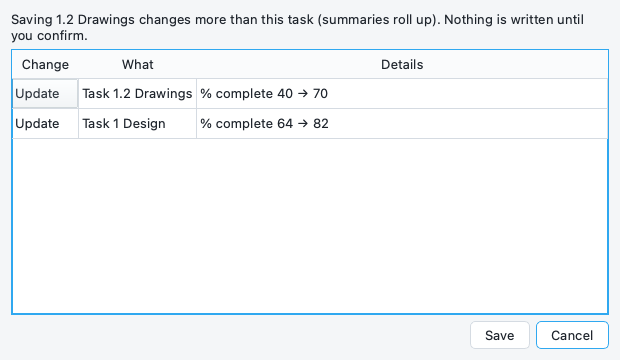 Saving 1.2 Drawings changes more than this task (summaries roll up). Nothing is written until
you confirm.
Change What Details
Update Task 1.2 Drawings % complete 40 → 70
Update Task 1 Design % complete 64 → 82
Save Cancel